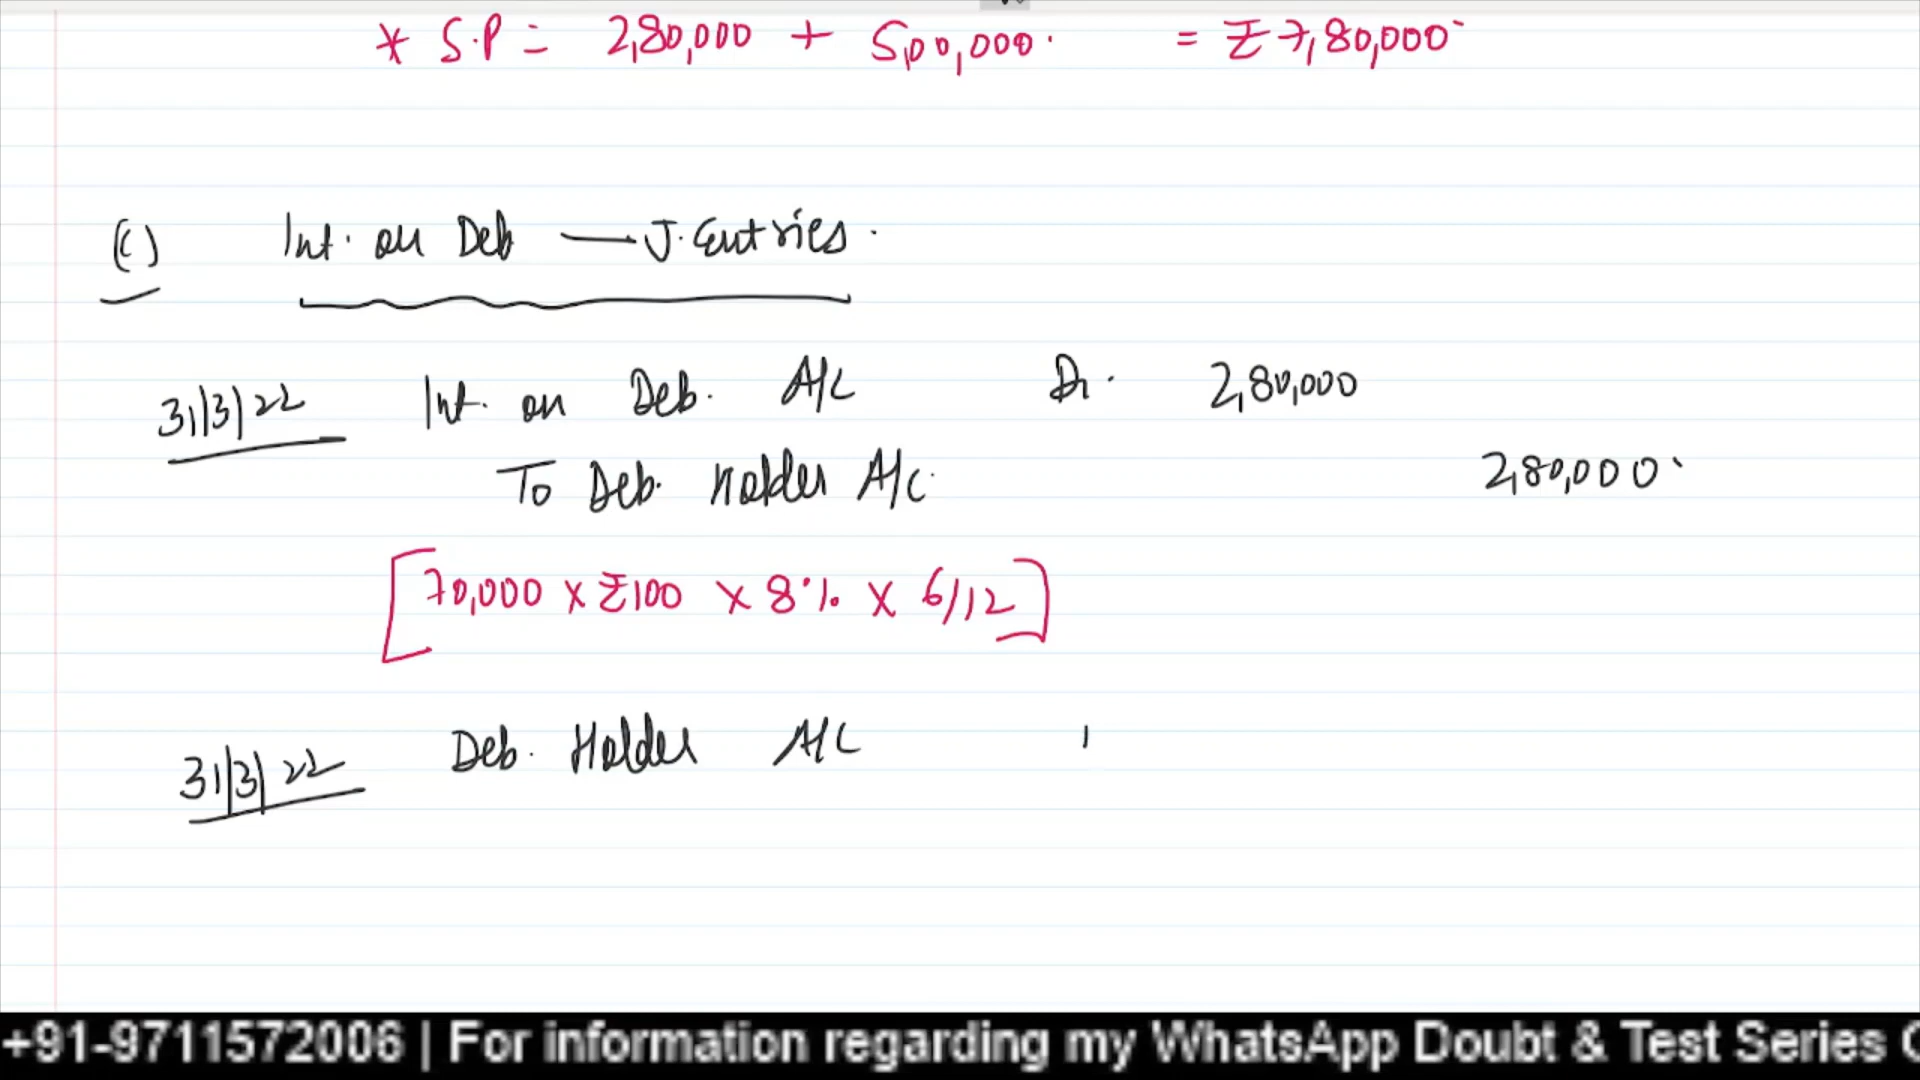 * S.P = 2,80,000 + 5,00,000. = ₹7,80,000
(C) Int. on Deb — J. Entries.
31/3/22 Int. on Deb. A/C Dr. 2,80,000
To Deb. Holder A/C. 2,80,000
[70,000 x ₹100 x 8% x 6/12]
31/3/22 Deb. Holder A/C
+91-9711572006 | For information regarding my WhatsApp Doubt & Test Series